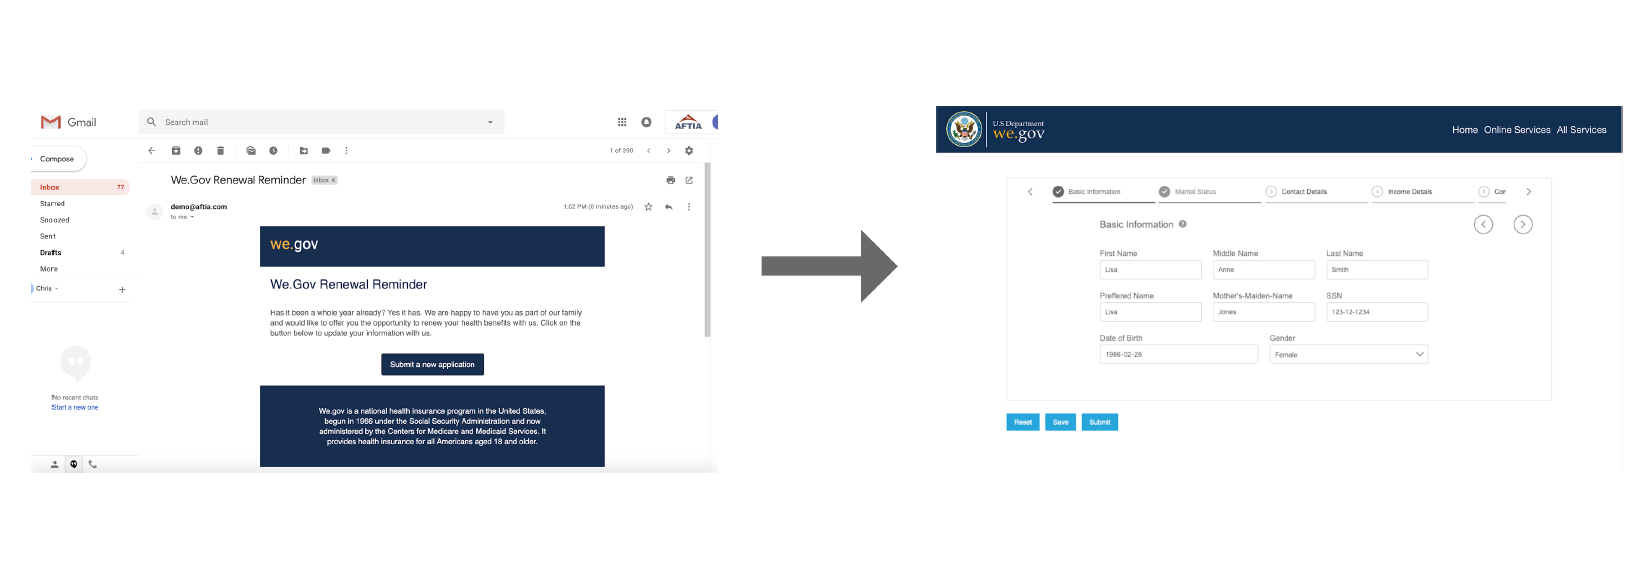 Gmail
Search mail
AFTIA
Compose
1 of 390
Inbox 77
Starred
Snoozed
Sent
Drafts 4
More
Chris
No recent chats
Start a new one
We.Gov Renewal Reminder Inbox x
demo@aftia.com
to me
1:02 PM (0 minutes ago)
we.gov
We.Gov Renewal Reminder
Has it been a whole year already? Yes it has. We are happy to have you as part of our family
and would like to offer you the opportunity to renew your health benefits with us. Click on the
button below to update your information with us.
Submit a new application
We.gov is a national health insurance program in the United States,
begun in 1966 under the Social Security Administration and now
administered by the Centers for Medicare and Medicaid Services. It
provides health insurance for all Americans aged 18 and older.
U.S Department
we.gov
Home Online Services All Services
Basic Information Marital Status 3 Contact Details 4 Income Details 5 Cor
Basic Information
First Name Middle Name Last Name
Lisa Anne Smith
Preffered Name Mother's-Maiden-Name SSN
Lisa Jones 123-12-1234
Date of Birth Gender
1986-02-26 Female
Reset Save Submit